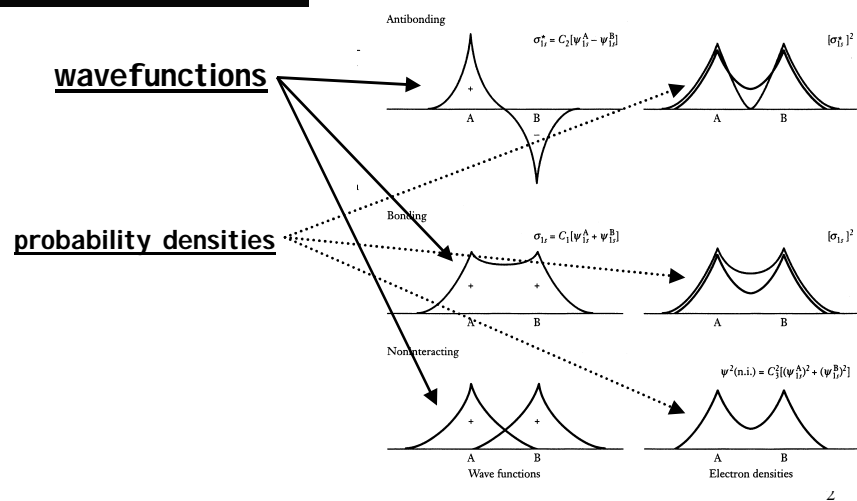 Antibonding
σ*₁ₛ = C₂[ψᴬ₁ₛ − ψᴮ₁ₛ]
[σ*₁ₛ]²
wavefunctions
+
A
B
−
A
B
Bonding
σ₁ₛ = C₁[ψᴬ₁ₛ + ψᴮ₁ₛ]
[σ₁ₛ]²
probability densities
+
+
A
B
A
B
Noninteracting
ψ²(n.i.) = C₃²[(ψᴬ₁ₛ)² + (ψᴮ₁ₛ)²]
+
+
A
B
A
B
Wave functions
Electron densities
2